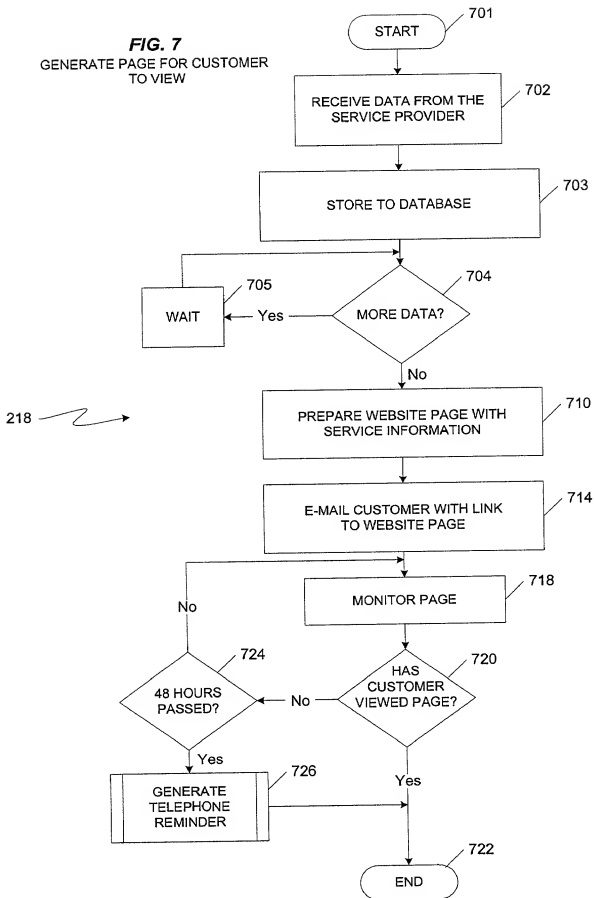 FIG. 7
GENERATE PAGE FOR CUSTOMER
TO VIEW
START
701
RECEIVE DATA FROM THE
SERVICE PROVIDER
702
STORE TO DATABASE
703
MORE DATA?
704
Yes
WAIT
705
No
218
PREPARE WEBSITE PAGE WITH
SERVICE INFORMATION
710
E-MAIL CUSTOMER WITH LINK
TO WEBSITE PAGE
714
MONITOR PAGE
718
HAS
CUSTOMER
VIEWED PAGE?
720
No
48 HOURS
PASSED?
724
No
Yes
GENERATE
TELEPHONE
REMINDER
726
Yes
END
722